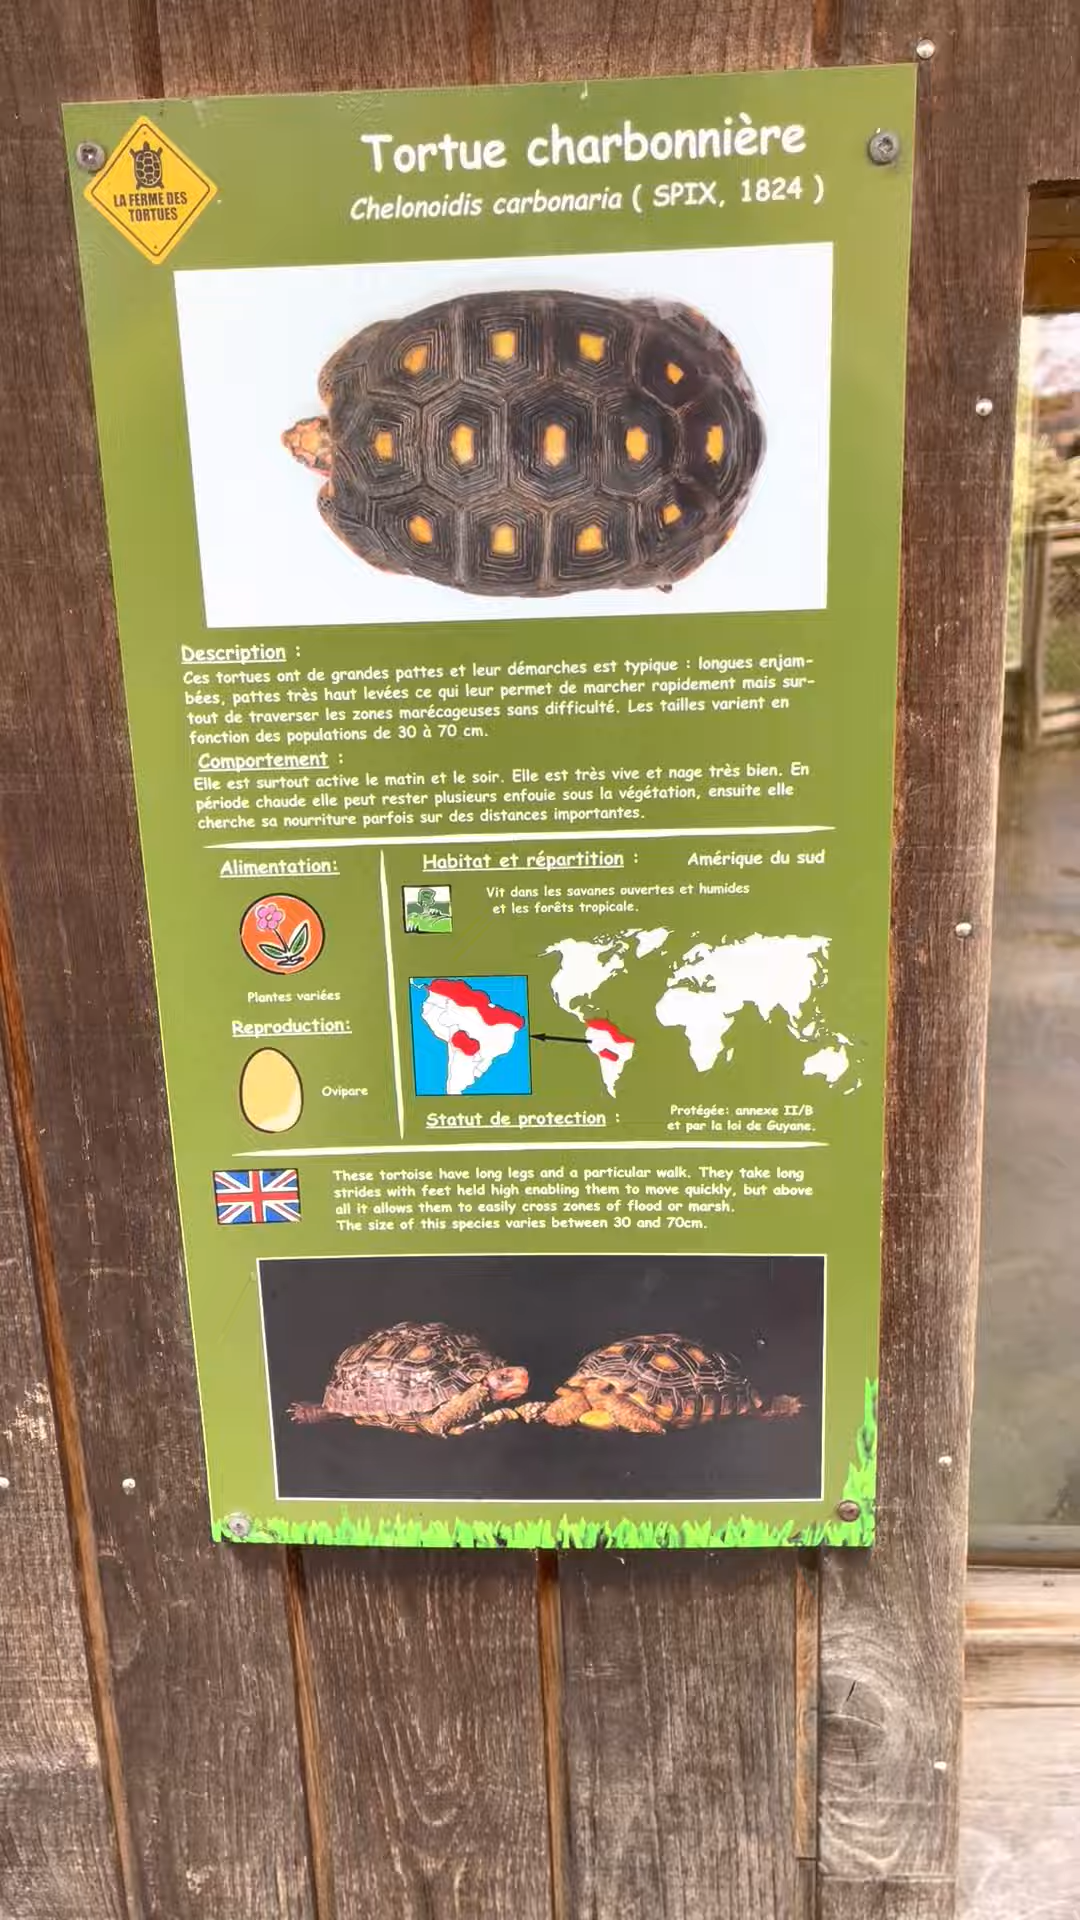 LA FERME DES
TORTUES
Tortue charbonnière
Chelonoidis carbonaria ( SPIX, 1824 )
Description :
Ces tortues ont de grandes pattes et leur démarches est typique : longues enjam-
bées, pattes très haut levées ce qui leur permet de marcher rapidement mais sur-
tout de traverser les zones marécageuses sans difficulté. Les tailles varient en
fonction des populations de 30 à 70 cm.
Comportement :
Elle est surtout active le matin et le soir. Elle est très vive et nage très bien. En
période chaude elle peut rester plusieurs enfouie sous la végétation, ensuite elle
cherche sa nourriture parfois sur des distances importantes.
Alimentation:
Plantes variées
Reproduction:
Ovipare
Habitat et répartition : Amérique du sud
Vit dans les savanes ouvertes et humides
et les forêts tropicale.
Statut de protection :
Protégée: annexe II/B
et par la loi de Guyane.
These tortoise have long legs and a particular walk. They take long
strides with feet held high enabling them to move quickly, but above
all it allows them to easily cross zones of flood or marsh.
The size of this species varies between 30 and 70cm.